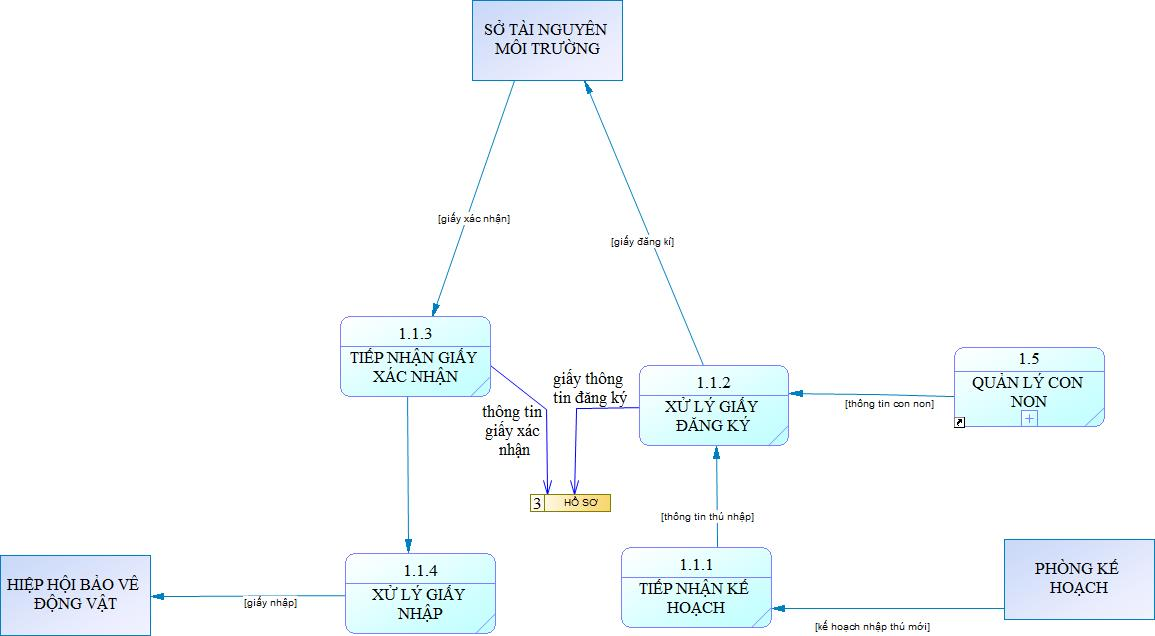 SỞ TÀI NGUYÊN
MÔI TRƯỜNG
[giấy xác nhận]
[giấy đăng kí]
1.1.3
TIẾP NHẬN GIẤY
XÁC NHẬN
1.1.2
XỬ LÝ GIẤY
ĐĂNG KÝ
1.5
QUẢN LÝ CON
NON
[thông tin con non]
giấy thông
tin đăng ký
thông tin
giấy xác
nhận
3 HỒ SƠ
[thông tin thú nhập]
1.1.4
XỬ LÝ GIẤY
NHẬP
1.1.1
TIẾP NHẬN KẾ
HOẠCH
PHÒNG KẾ
HOẠCH
HIỆP HỘI BẢO VÊ
ĐỘNG VẬT
[giấy nhập]
[kế hoạch nhập thú mới]